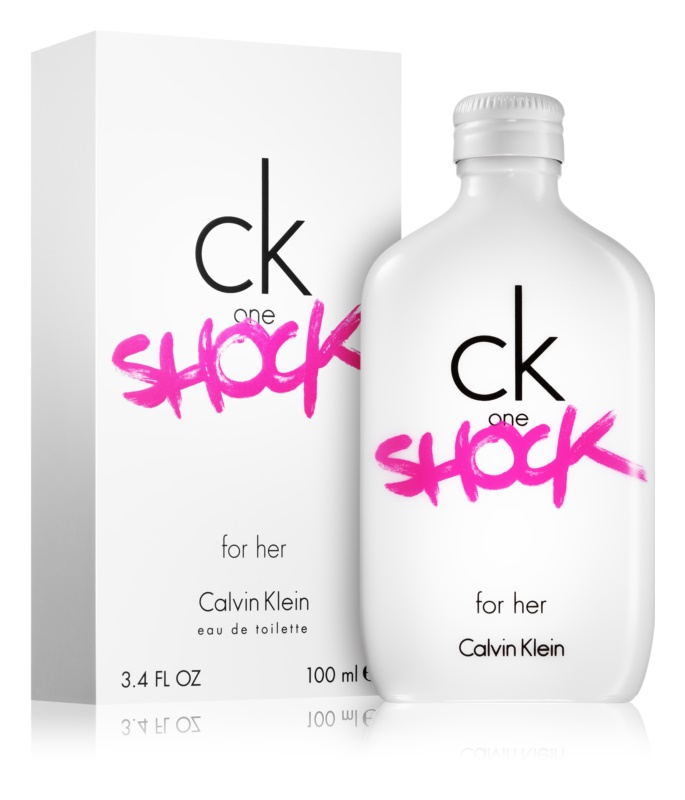 ck
one
SHOCK
for her
Calvin Klein
eau de toilette
3.4 FL OZ
100 ml e
ck
one
SHOCK
for her
Calvin Klein